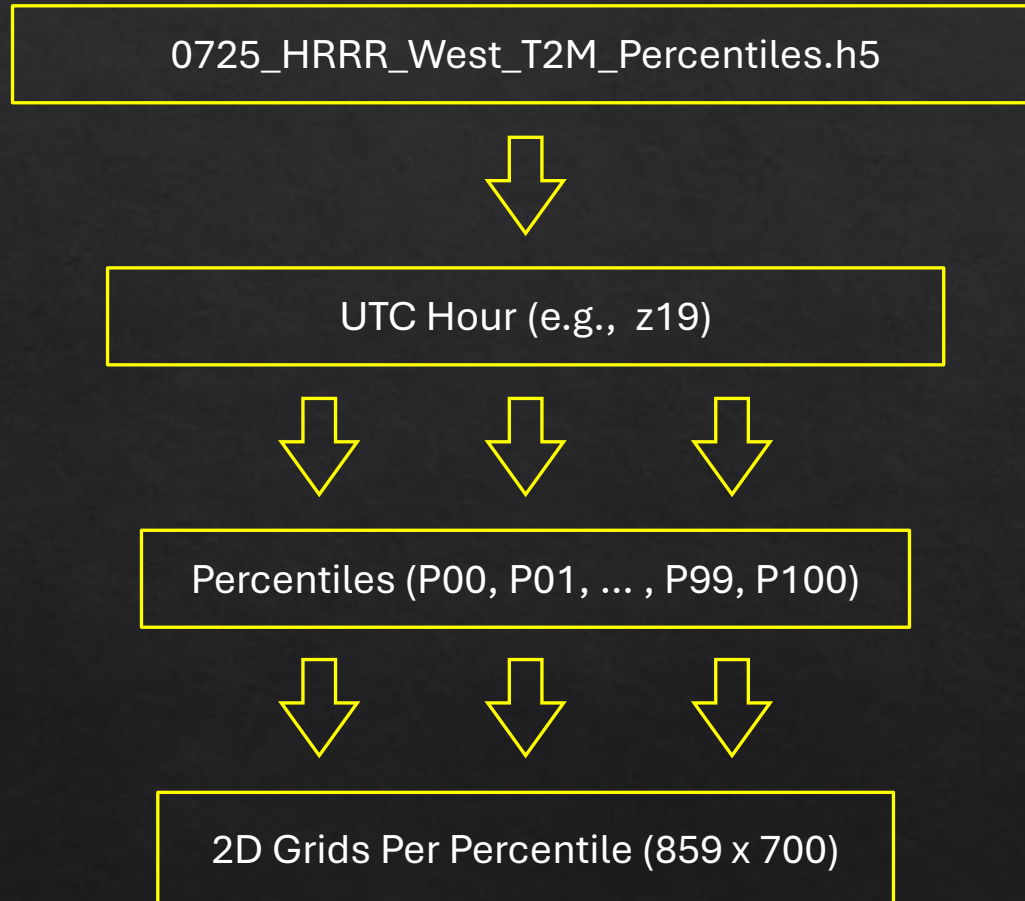 0725_HRRR_West_T2M_Percentiles.h5
UTC Hour (e.g.,  z19)
Percentiles (P00, P01, ... , P99, P100)
2D Grids Per Percentile (859 x 700)